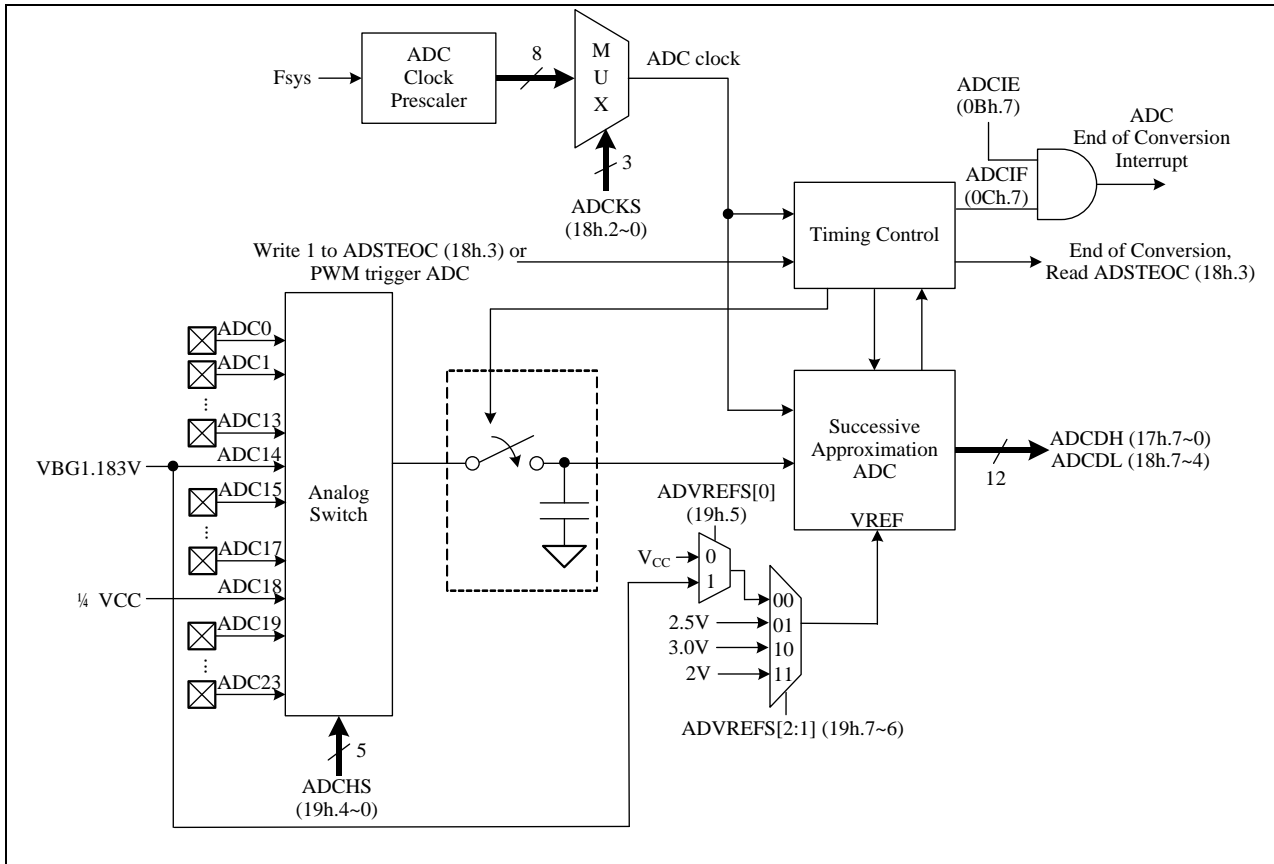 Fsys
ADC
Clock
Prescaler
8
M
U
X
ADC clock
3
ADCKS
(18h.2~0)
ADCIE
(0Bh.7)
ADC
End of Conversion
Interrupt
ADCIF
(0Ch.7)
Timing Control
Write 1 to ADSTEOC (18h.3) or
PWM trigger ADC
End of Conversion,
Read ADSTEOC (18h.3)
ADC0
ADC1
⋮
ADC13
VBG1.183V
ADC14
ADC15
⋮
ADC17
¼ VCC
ADC18
ADC19
⋮
ADC23
Analog
Switch
5
ADCHS
(19h.4~0)
Successive
Approximation
ADC
VREF
12
ADCDH (17h.7~0)
ADCDL (18h.7~4)
ADVREFS[0]
(19h.5)
VCC
0
1
2.5V
3.0V
2V
00
01
10
11
ADVREFS[2:1] (19h.7~6)